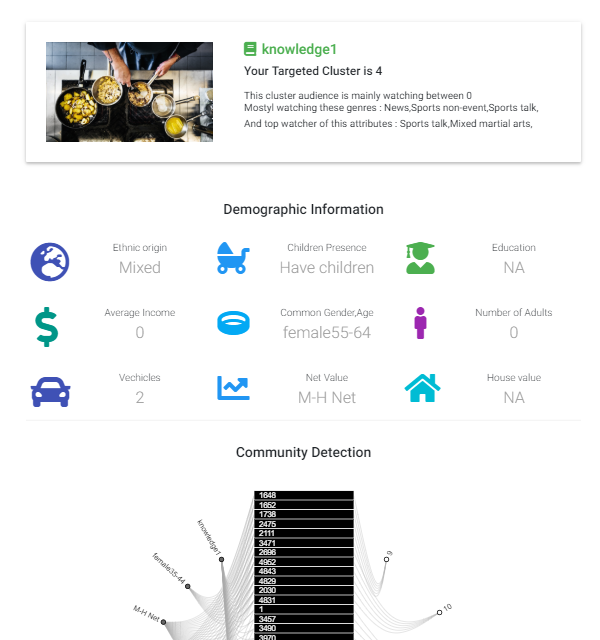 knowledge1
Your Targeted Cluster is 4
This cluster audience is mainly watching between 0
Mostyl watching these genres : News,Sports non-event,Sports talk,
And top watcher of this attributes : Sports talk,Mixed martial arts,
Demographic Information
Ethnic origin
Mixed
Children Presence
Have children
Education
NA
Average Income
0
Common Gender,Age
female55-64
Number of Adults
0
Vechicles
2
Net Value
M-H Net
House value
NA
Community Detection
1648
1652
1738
2475
2111
3471
2696
4952
4843
4829
2030
4831
1
3457
3490
3970
knowledge1
female35-44
M-H Net
9
10